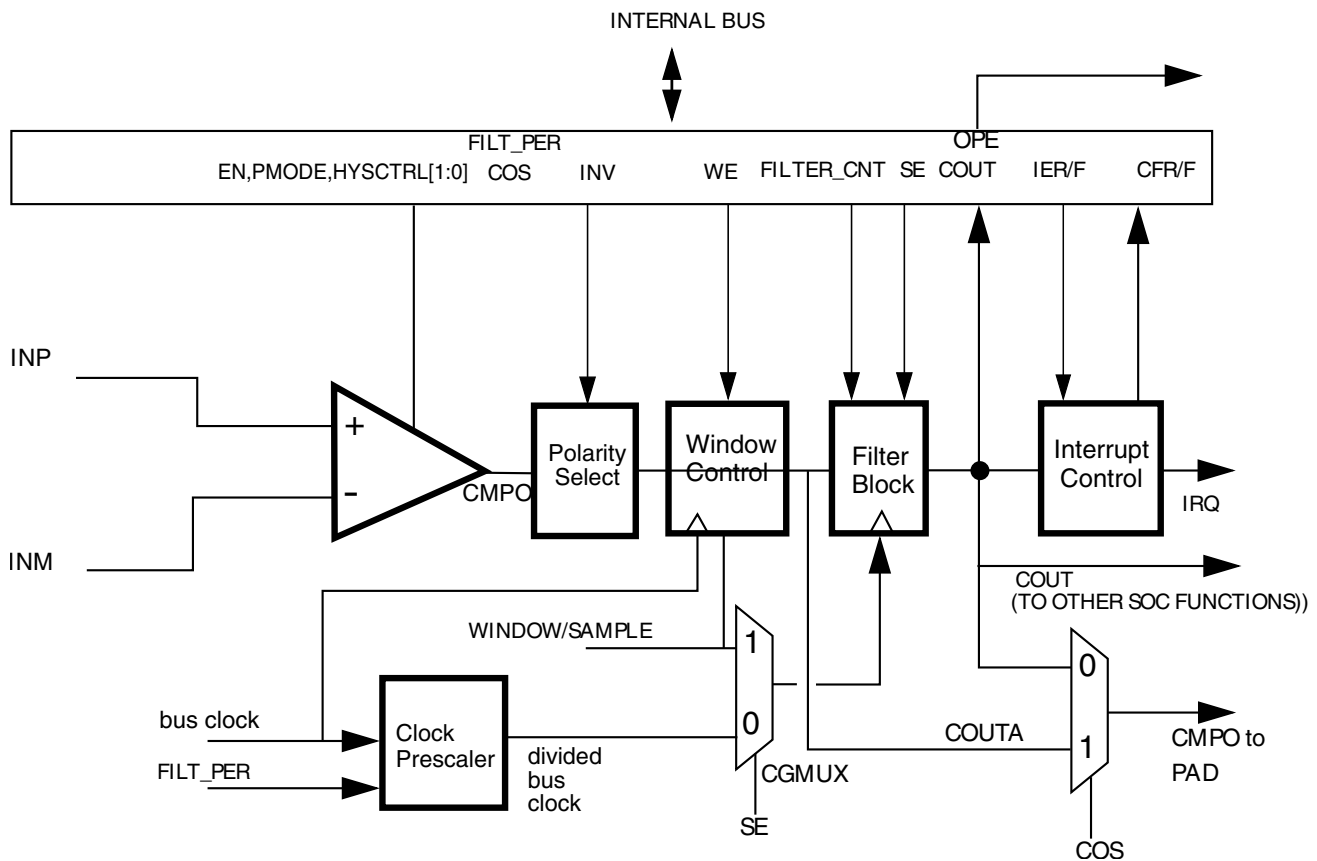 INTERNAL BUS
FILT_PER
OPE
EN,PMODE,HYSCTRL[1:0] COS INV WE FILTER_CNT SE COUT IER/F CFR/F
INP
+
-
INM
CMPO
Polarity
Select
Window
Control
Filter
Block
Interrupt
Control
IRQ
COUT
(TO OTHER SOC FUNCTIONS))
WINDOW/SAMPLE
1
0
CGMUX
SE
bus clock
FILT_PER
Clock
Prescaler
divided
bus
clock
COUTA
0
1
CMPO to
PAD
COS